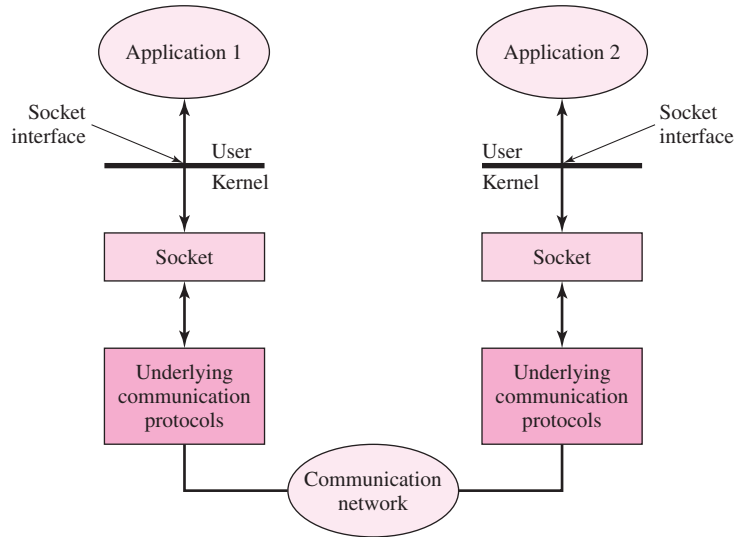 Application 1
Application 2
Socket
interface
Socket
interface
User
User
Kernel
Kernel
Socket
Socket
Underlying
communication
protocols
Underlying
communication
protocols
Communication
network